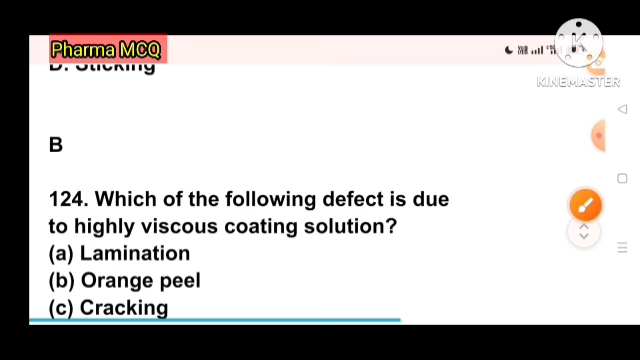 Pharma MCQ
D. Sticking
KINEMASTER
B
124. Which of the following defect is due
to highly viscous coating solution?
(a) Lamination
(b) Orange peel
(c) Cracking